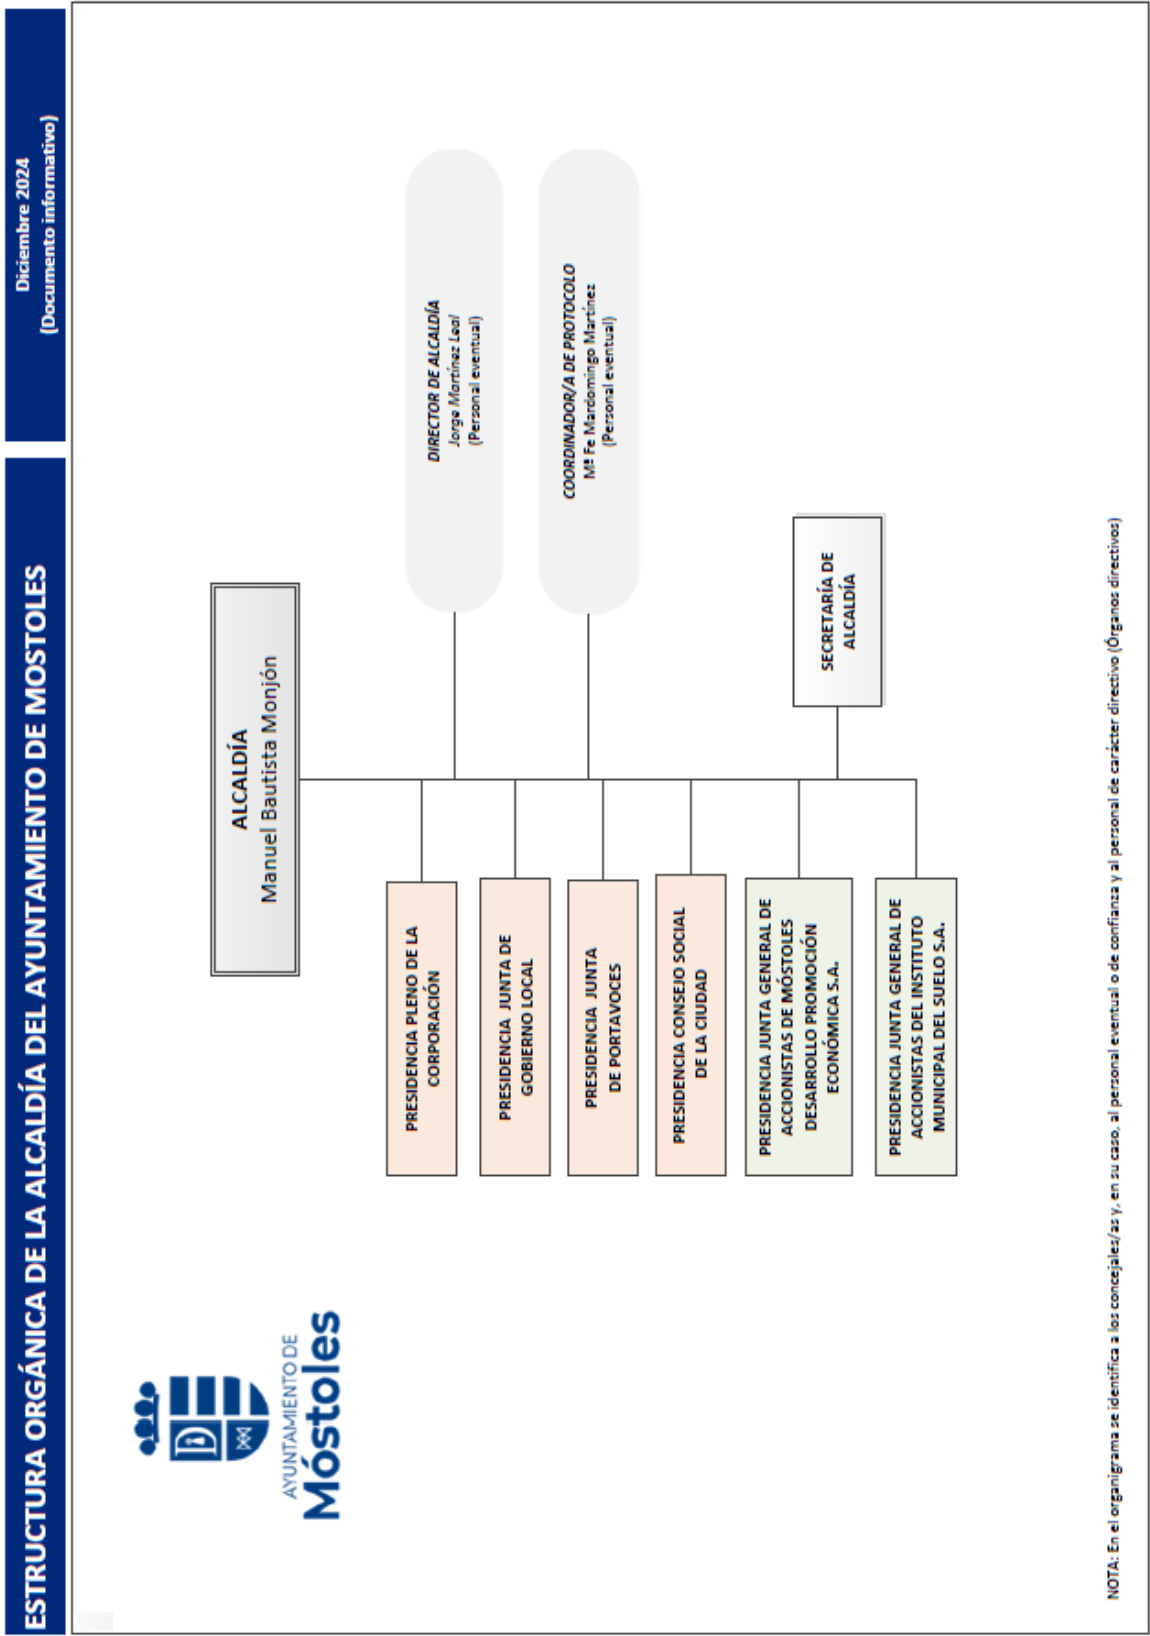 ESTRUCTURA ORGÁNICA DE LA ALCALDÍA DEL AYUNTAMIENTO DE MOSTOLES
Diciembre 2024
(Documento informativo)
AYUNTAMIENTO DE
Móstoles
ALCALDÍA
Manuel Bautista Monjón
DIRECTOR DE ALCALDÍA
Jorge Martínez Leal
(Personal eventual)
COORDINADOR/A DE PROTOCOLO
Mª Fe Mardomingo Martínez
(Personal eventual)
PRESIDENCIA PLENO DE LA
CORPORACIÓN
PRESIDENCIA JUNTA DE
GOBIERNO LOCAL
PRESIDENCIA JUNTA
DE PORTAVOCES
PRESIDENCIA CONSEJO SOCIAL
DE LA CIUDAD
PRESIDENCIA JUNTA GENERAL DE
ACCIONISTAS DE MÓSTOLES
DESARROLLO PROMOCIÓN
ECONÓMICA S.A.
SECRETARÍA DE
ALCALDÍA
PRESIDENCIA JUNTA GENERAL DE
ACCIONISTAS DEL INSTITUTO
MUNICIPAL DEL SUELO S.A.
NOTA: En el organigrama se identifica a los concejales/as y, en su caso, al personal eventual o de confianza y al personal de carácter directivo (Órganos directivos)